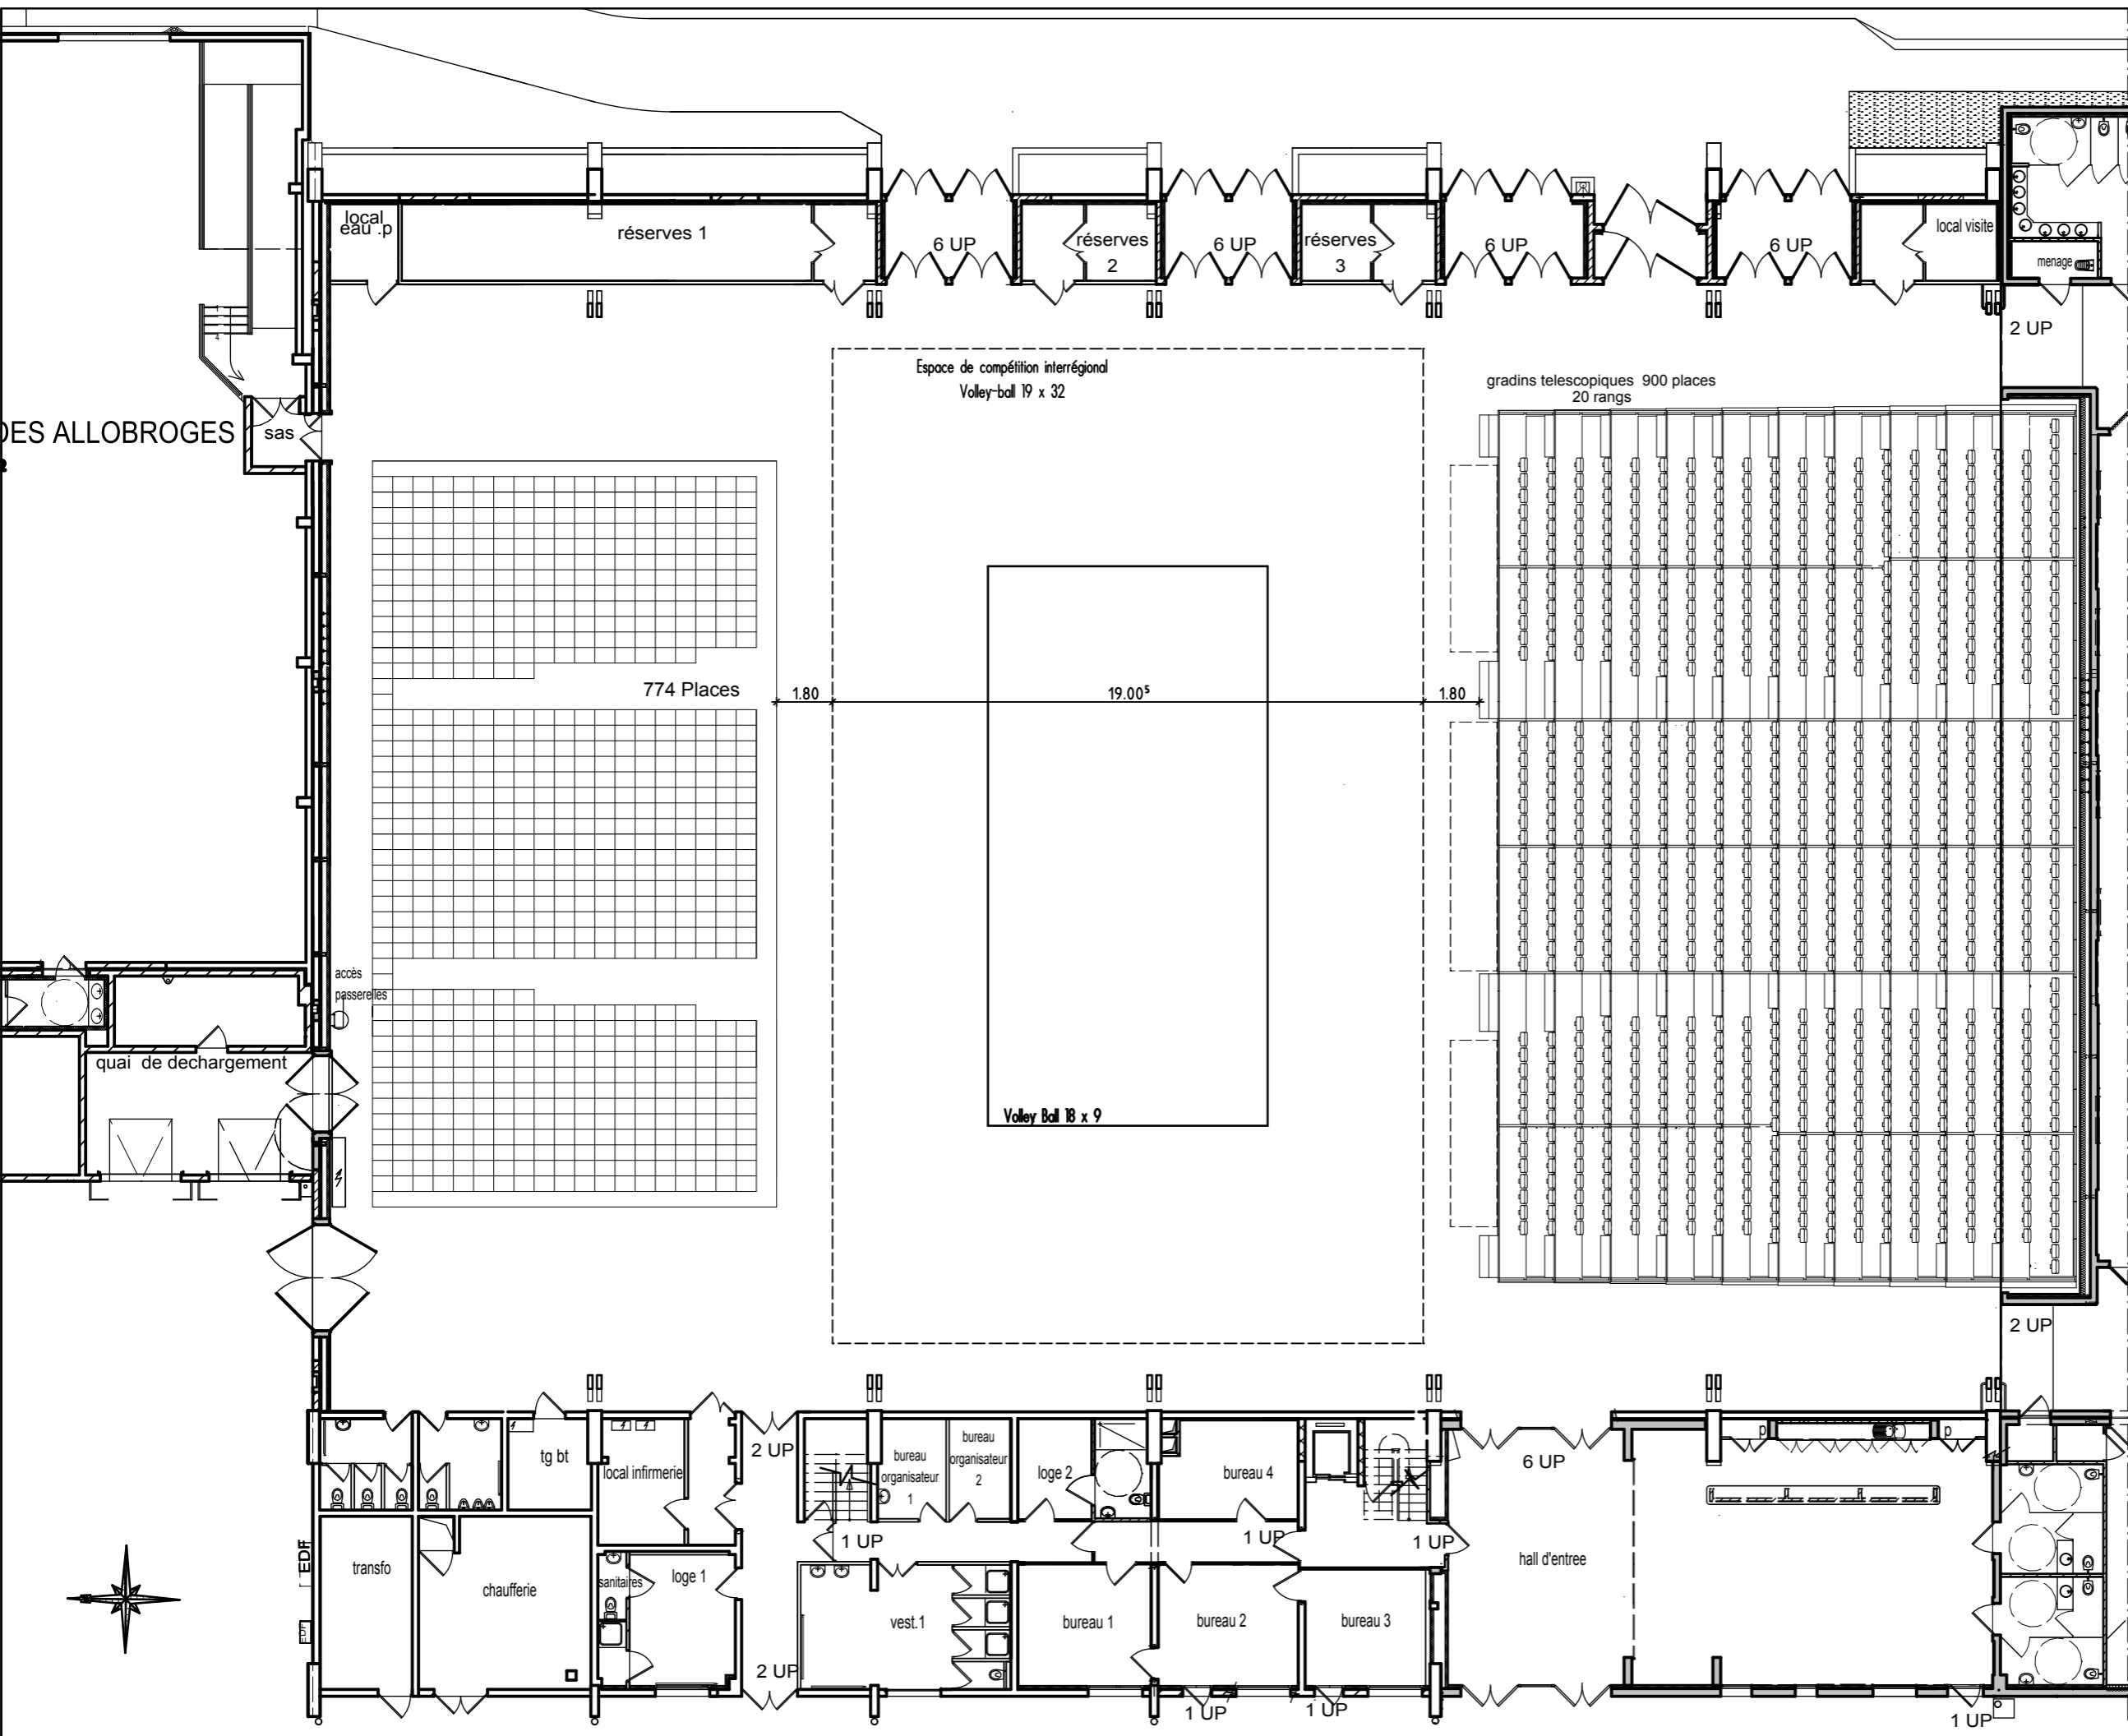 local
eau .p
réserves 1
6 UP
réserves
2
6 UP
réserves
3
6 UP
6 UP
local visite
menage
2 UP
Espace de compétition interrégional
Volley-ball 19 x 32
gradins telescopiques 900 places
20 rangs
DES ALLOBROGES
sas
774 Places
1.80
19.00⁵
1.80
accès
passerelles
quai de dechargement
Volley Ball 18 x 9
2 UP
tg bt
local infirmerie
2 UP
bureau
organisateur
1
bureau
organisateur
2
loge 2
bureau 4
6 UP
p
p
1 UP
1 UP
1 UP
hall d'entree
EDF
EDF
transfo
chaufferie
sanitaires
loge 1
vest.1
bureau 1
bureau 2
bureau 3
2 UP
1 UP
1 UP
1 UP